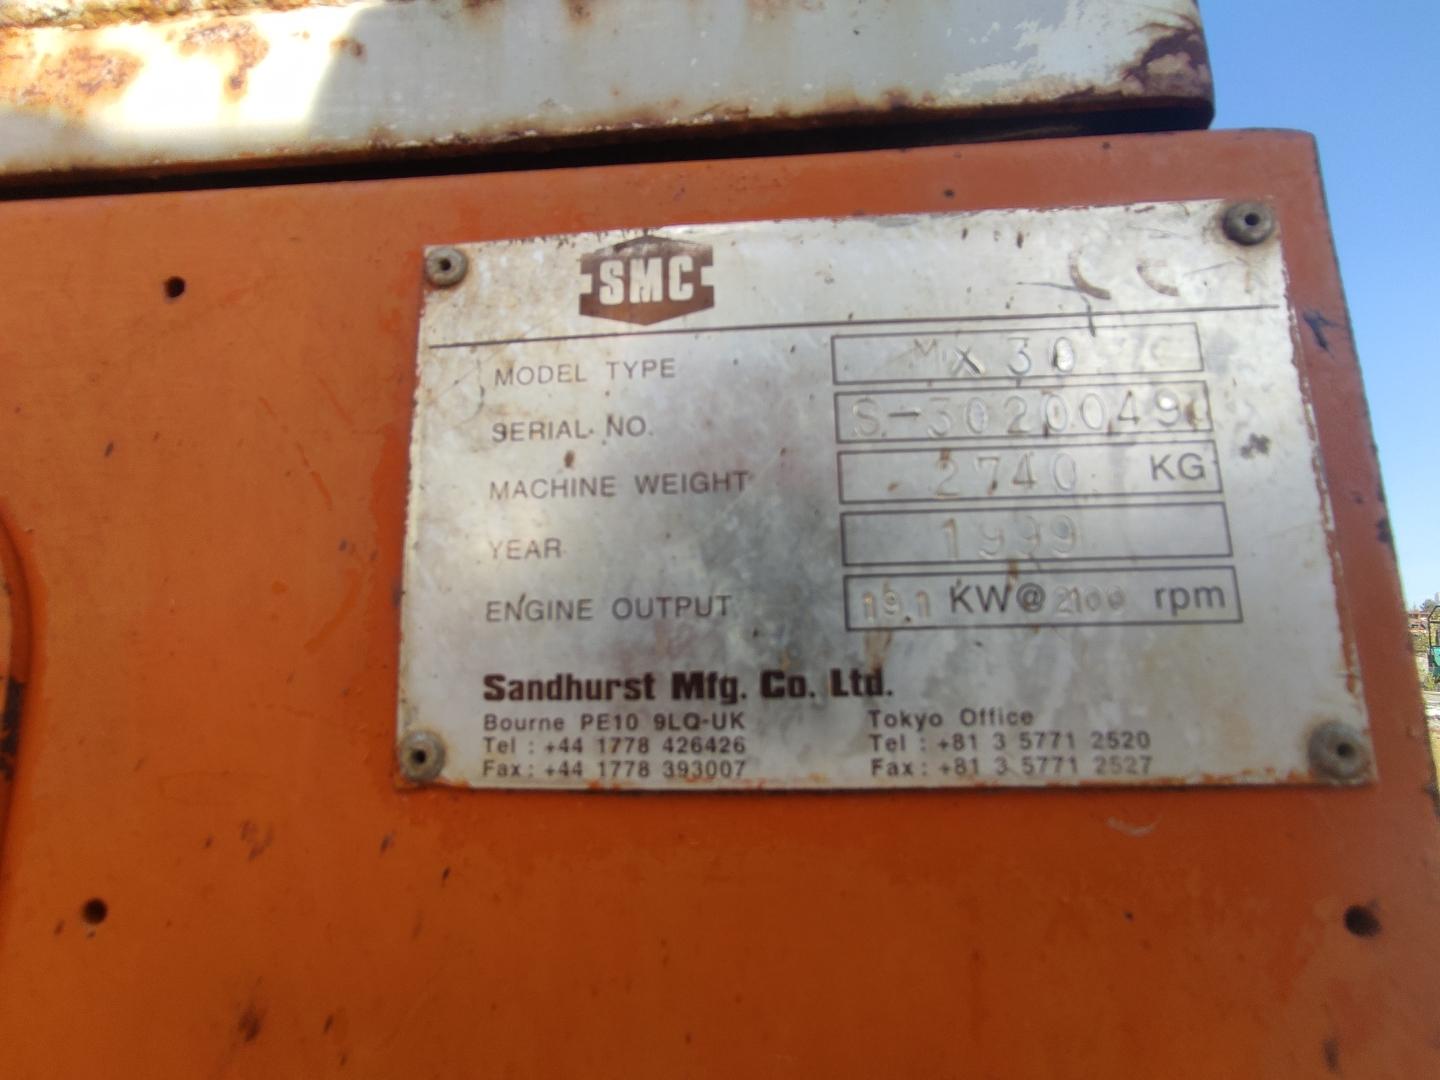 SMC CE
MODEL TYPE Mx 30
SERIAL NO.
MACHINE WEIGHT 2740 KG
YEAR 1999
ENGINE OUTPUT 19.1 KW@ 2100 rpm
Sandhurst Mfg. Co. Ltd.
Bourne PE10 9LQ-UK Tokyo Office
Tel : +44 1778 426426 Tel : +81 3 5771 2520
Fax : +44 1778 393007 Fax : +81 3 5771 2527